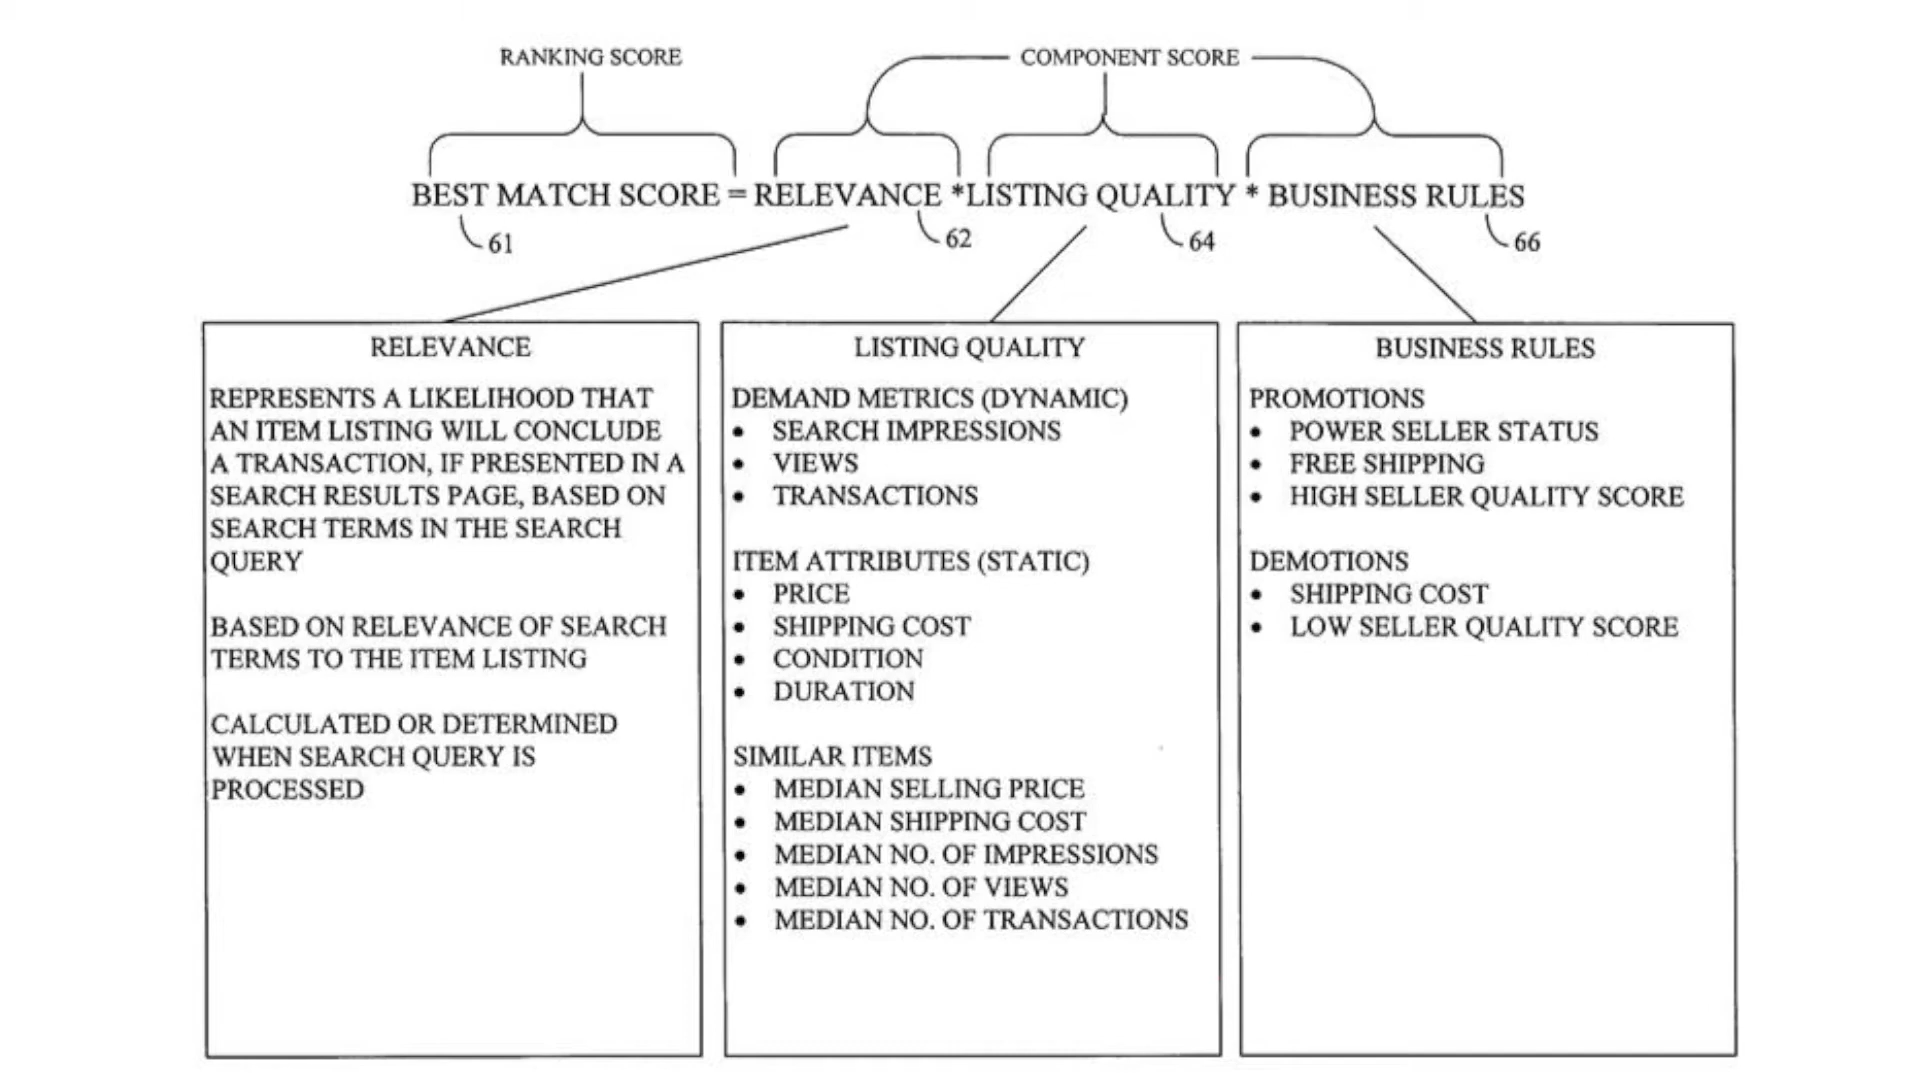 RANKING SCORE
COMPONENT SCORE
BEST MATCH SCORE = RELEVANCE *LISTING QUALITY * BUSINESS RULES
61
62
64
66
RELEVANCE
REPRESENTS A LIKELIHOOD THAT
AN ITEM LISTING WILL CONCLUDE
A TRANSACTION, IF PRESENTED IN A
SEARCH RESULTS PAGE, BASED ON
SEARCH TERMS IN THE SEARCH
QUERY
BASED ON RELEVANCE OF SEARCH
TERMS TO THE ITEM LISTING
CALCULATED OR DETERMINED
WHEN SEARCH QUERY IS
PROCESSED
LISTING QUALITY
DEMAND METRICS (DYNAMIC)
• SEARCH IMPRESSIONS
• VIEWS
• TRANSACTIONS
ITEM ATTRIBUTES (STATIC)
• PRICE
• SHIPPING COST
• CONDITION
• DURATION
SIMILAR ITEMS
• MEDIAN SELLING PRICE
• MEDIAN SHIPPING COST
• MEDIAN NO. OF IMPRESSIONS
• MEDIAN NO. OF VIEWS
• MEDIAN NO. OF TRANSACTIONS
BUSINESS RULES
PROMOTIONS
• POWER SELLER STATUS
• FREE SHIPPING
• HIGH SELLER QUALITY SCORE
DEMOTIONS
• SHIPPING COST
• LOW SELLER QUALITY SCORE